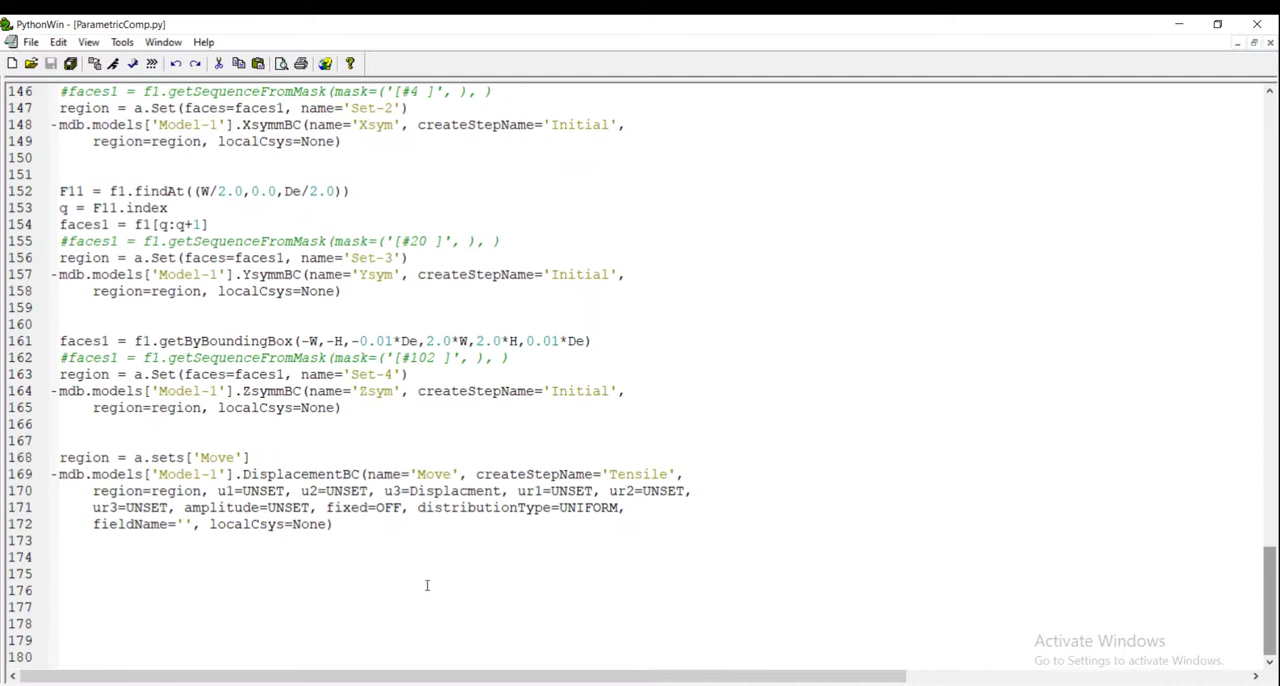 PythonWin - [ParametricComp.py]
File Edit View Tools Window Help
146 #faces1 = f1.getSequenceFromMask(mask=('[#4 ]', ), )
147 region = a.Set(faces=faces1, name='Set-2')
148 -mdb.models['Model-1'].XsymmBC(name='Xsym', createStepName='Initial',
149 region=region, localCsys=None)
150
151
152 F11 = f1.findAt((W/2.0,0.0,De/2.0))
153 q = F11.index
154 faces1 = f1[q:q+1]
155 #faces1 = f1.getSequenceFromMask(mask=('[#20 ]', ), )
156 region = a.Set(faces=faces1, name='Set-3')
157 -mdb.models['Model-1'].YsymmBC(name='Ysym', createStepName='Initial',
158 region=region, localCsys=None)
159
160
161 faces1 = f1.getByBoundingBox(-W,-H,-0.01*De,2.0*W,2.0*H,0.01*De)
162 #faces1 = f1.getSequenceFromMask(mask=('[#102 ]', ), )
163 region = a.Set(faces=faces1, name='Set-4')
164 -mdb.models['Model-1'].ZsymmBC(name='Zsym', createStepName='Initial',
165 region=region, localCsys=None)
166
167
168 region = a.sets['Move']
169 -mdb.models['Model-1'].DisplacementBC(name='Move', createStepName='Tensile',
170 region=region, u1=UNSET, u2=UNSET, u3=Displacment, ur1=UNSET, ur2=UNSET,
171 ur3=UNSET, amplitude=UNSET, fixed=OFF, distributionType=UNIFORM,
172 fieldName='', localCsys=None)
173
174
175
176
177
178
179
180
Activate Windows
Go to Settings to activate Windows.